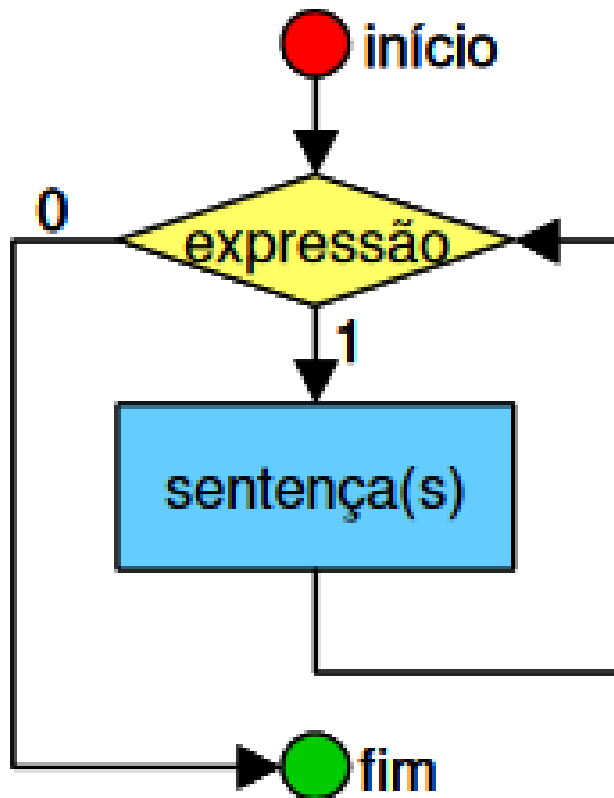 início
0
expressão
1
sentença(s)
fim